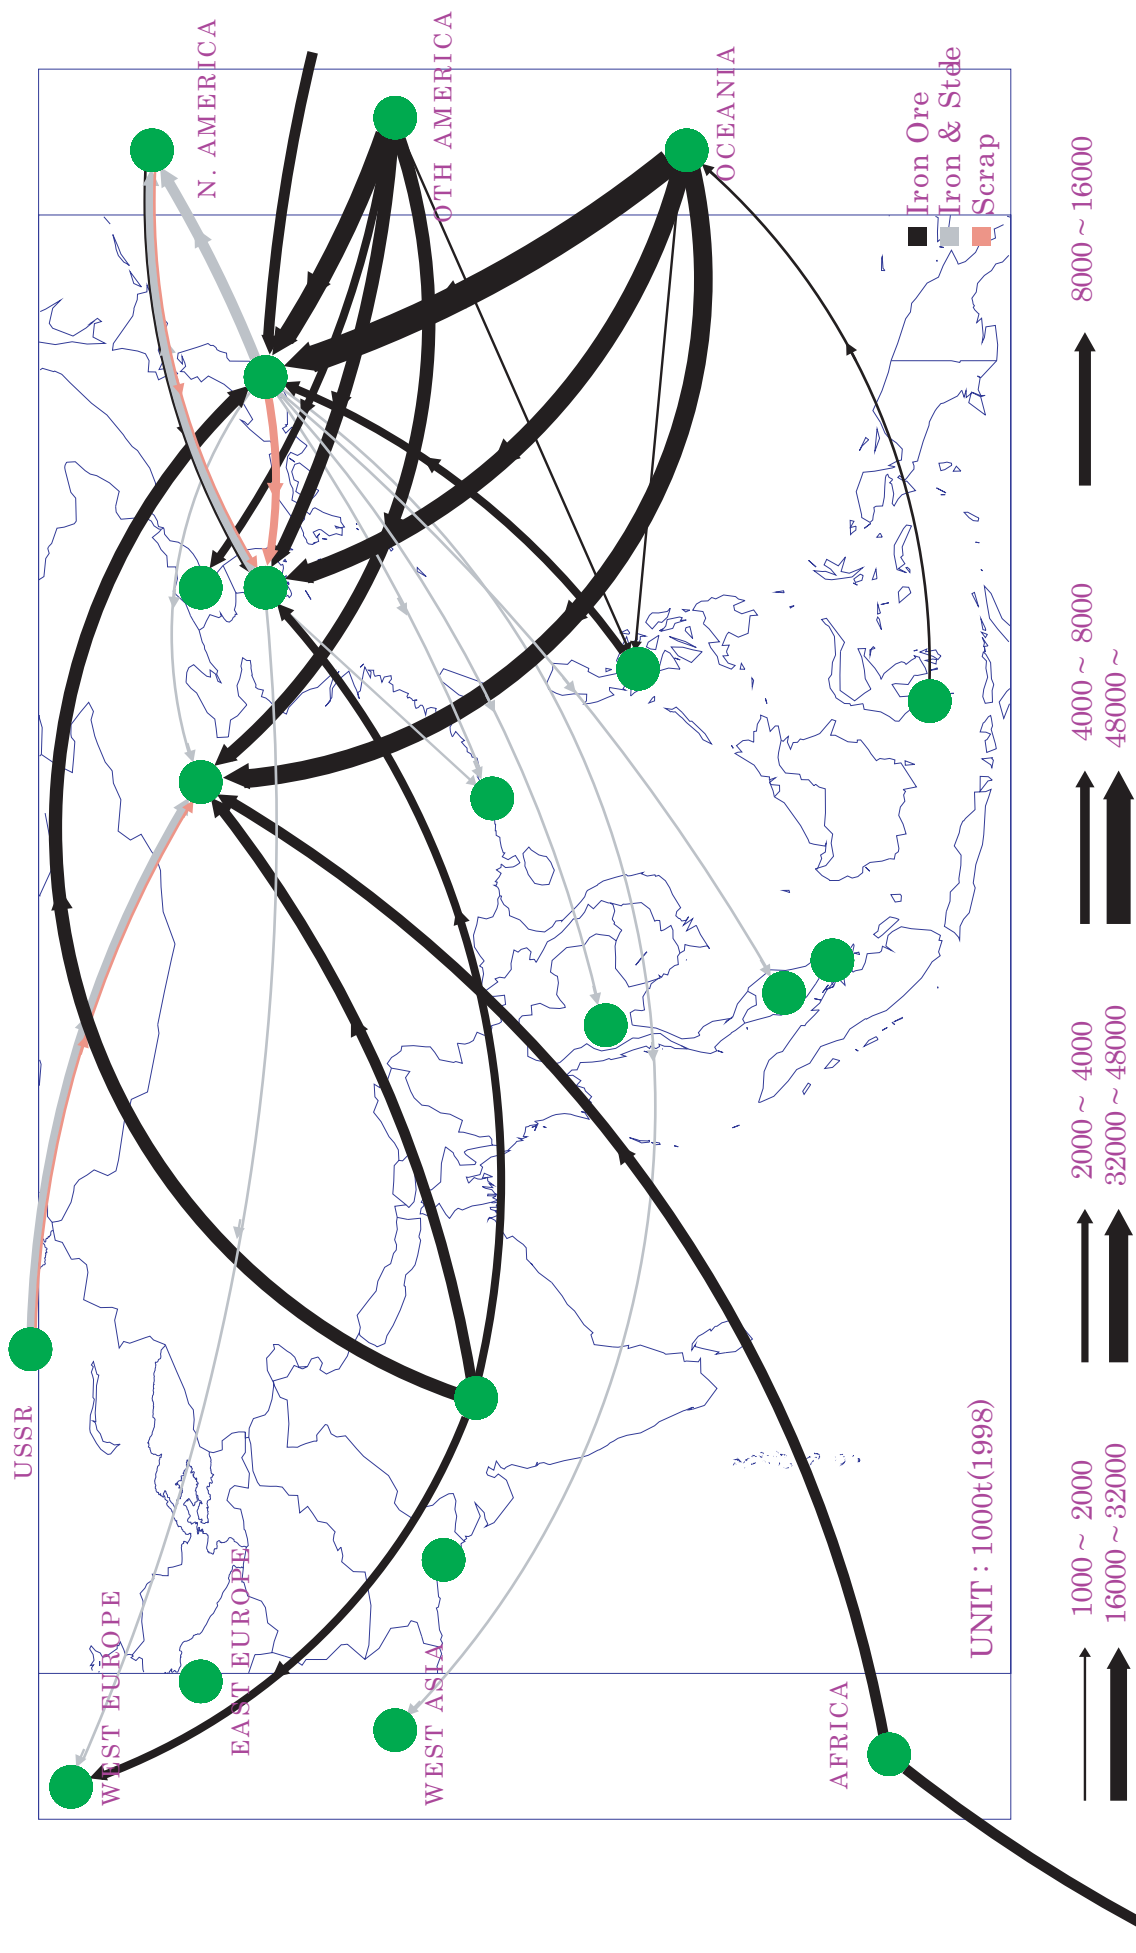 USSR
N. AMERICA
WEST EUROPE
EAST EUROPE
OTH AMERICA
WEST ASIA
OCEANIA
AFRICA
Iron Ore
Iron & Stele
Scrap
UNIT : 1000t(1998)
1000 ~ 2000
2000 ~ 4000
4000 ~ 8000
8000 ~ 16000
16000 ~ 32000
32000 ~ 48000
48000 ~